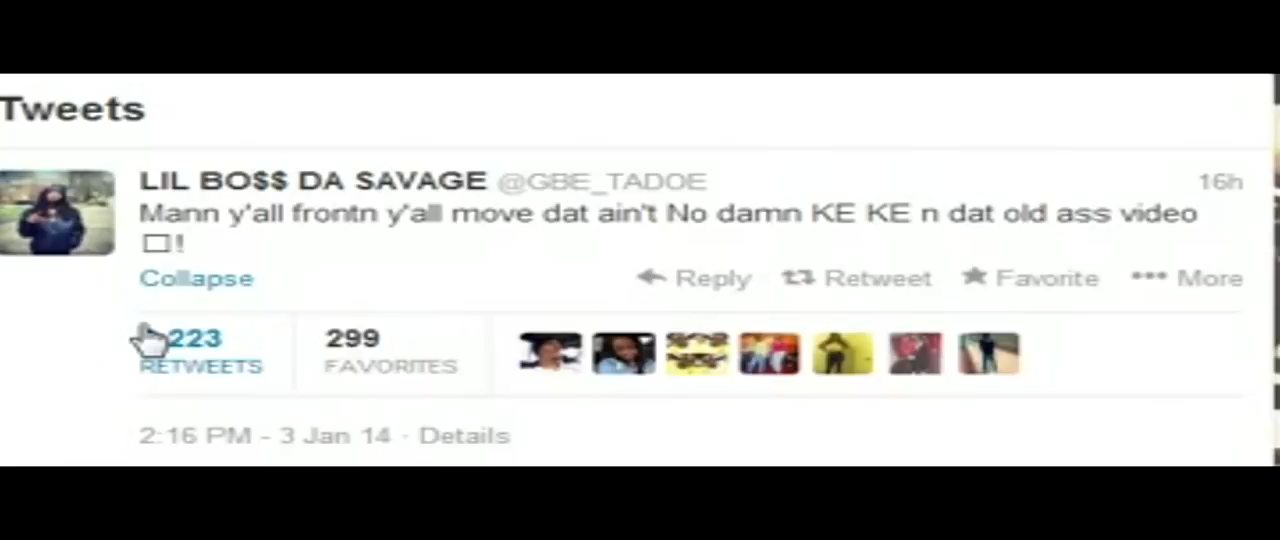 Tweets
LIL BO$$ DA SAVAGE @GBE_TADOE 16h
Mann y'all frontn y'all move dat ain't No damn KE KE n dat old ass video
□!
Collapse Reply Retweet Favorite More
223 299
RETWEETS FAVORITES
2:16 PM - 3 Jan 14 · Details